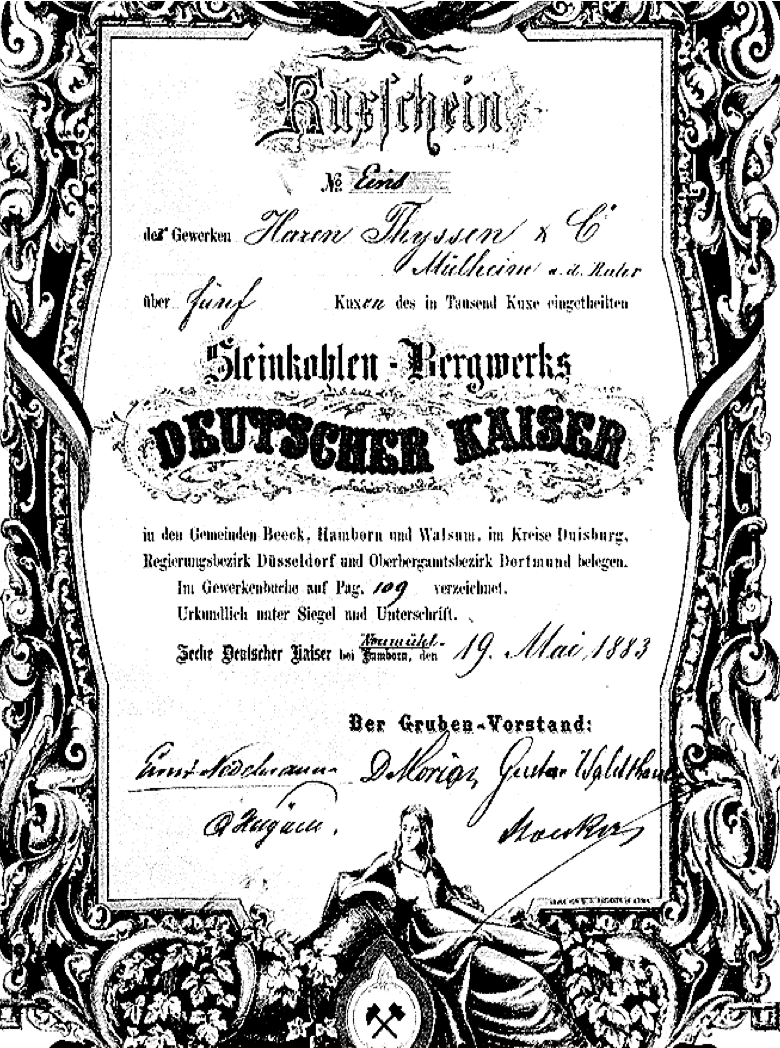 Kuxschein
No Eins
der Gewerken Herren Thyssen & Co
Mülheim a. d. Ruhr
über fünf Kuxen des in Tausend Kuxe eingetheilten
Steinkohlen-Bergwerks
DEUTSCHER KAISER
in den Gemeinden Beeck, Hamborn und Walsum, im Kreise Duisburg,
Regierungsbezirk Düsseldorf und Oberbergamtsbezirk Dortmund belegen.
Im Gewerkenbuche auf Pag. 109 verzeichnet.
Urkundlich unter Siegel und Unterschrift.
Neumühl
Zeche Deutscher Kaiser bei Hamborn, den 19. Mai 1883
Der Gruben-Vorstand:
Ernst Nedelmann D Morian Gustav Waldthausen